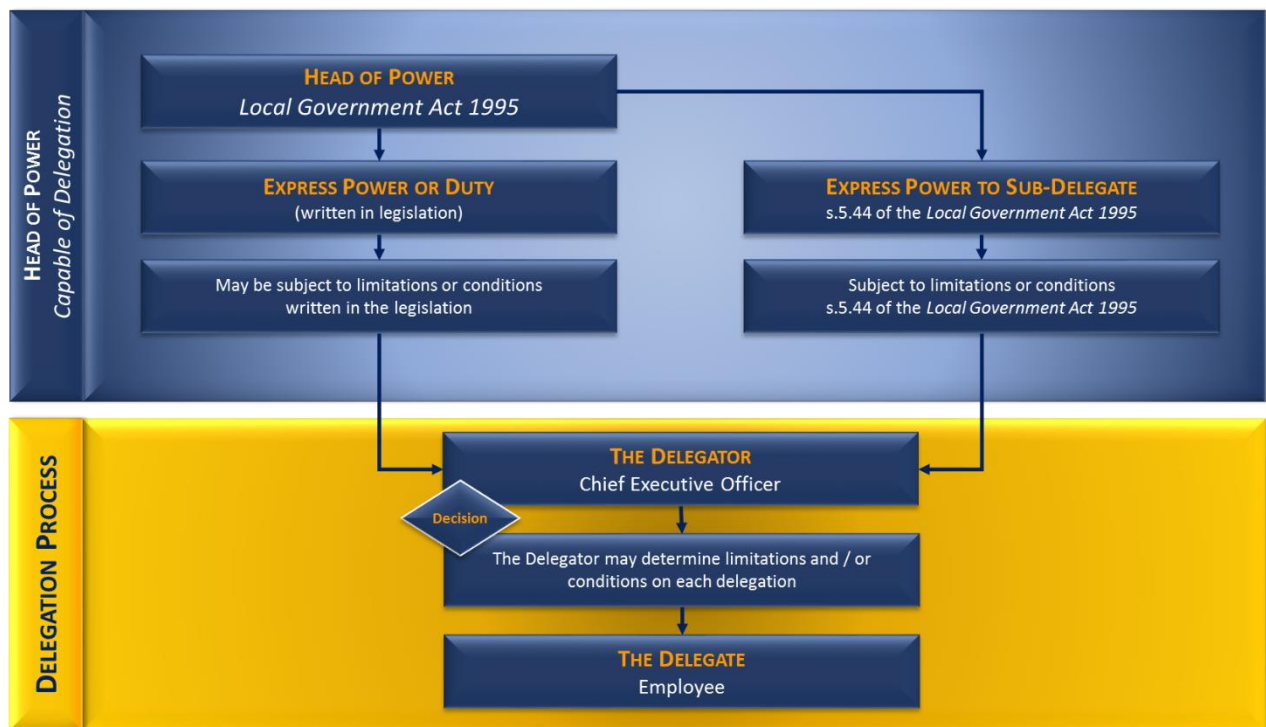 HEAD OF POWER
Capable of Delegation
HEAD OF POWER
Local Government Act 1995
EXPRESS POWER OR DUTY
(written in legislation)
May be subject to limitations or conditions
written in the legislation
EXPRESS POWER TO SUB-DELEGATE
s.5.44 of the Local Government Act 1995
Subject to limitations or conditions
s.5.44 of the Local Government Act 1995
DELEGATION PROCESS
THE DELEGATOR
Chief Executive Officer
Decision
The Delegator may determine limitations and / or
conditions on each delegation
THE DELEGATE
Employee